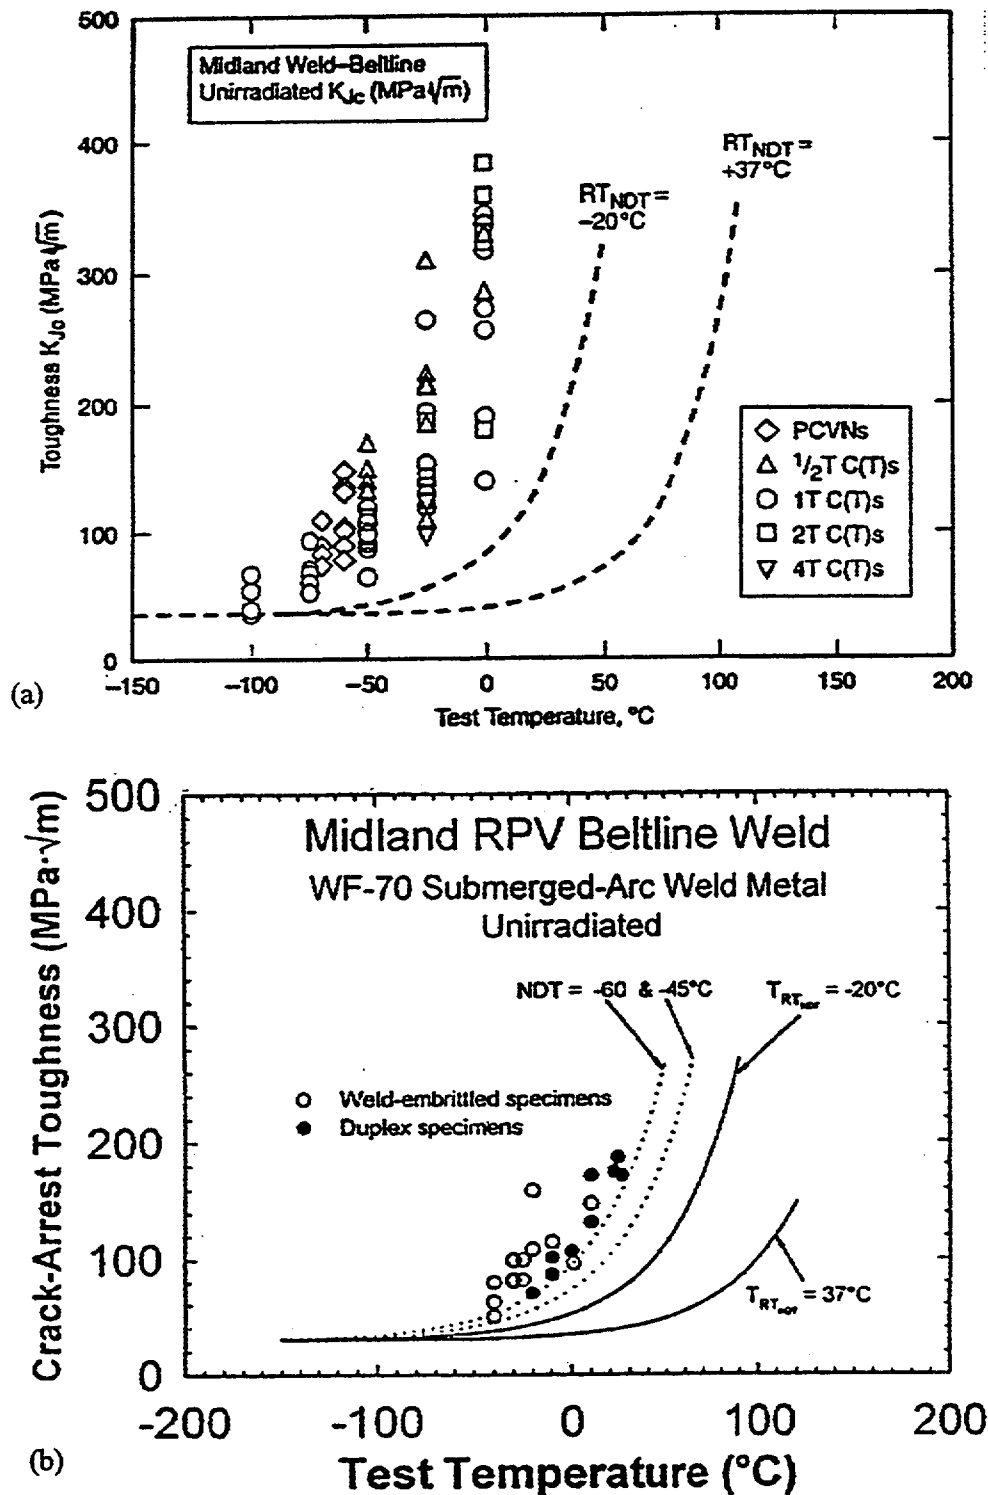 500
400
300
200
100
0
Toughness KJc (MPa√m)
Midland Weld–Beltline
Unirradiated KJc (MPa√m)
RTNDT =
–20°C
RTNDT =
+37°C
PCVNs
1/2T C(T)s
1T C(T)s
2T C(T)s
4T C(T)s
–150
–100
–50
0
50
100
150
200
Test Temperature, °C
(a)
500
400
300
200
100
0
Crack-Arrest Toughness (MPa·√m)
Midland RPV Beltline Weld
WF-70 Submerged-Arc Weld Metal
Unirradiated
NDT = -60 & -45°C
TRTNDT = -20°C
Weld-embrittled specimens
Duplex specimens
TRTNDT = 37°C
-200
-100
0
100
200
Test Temperature (°C)
(b)